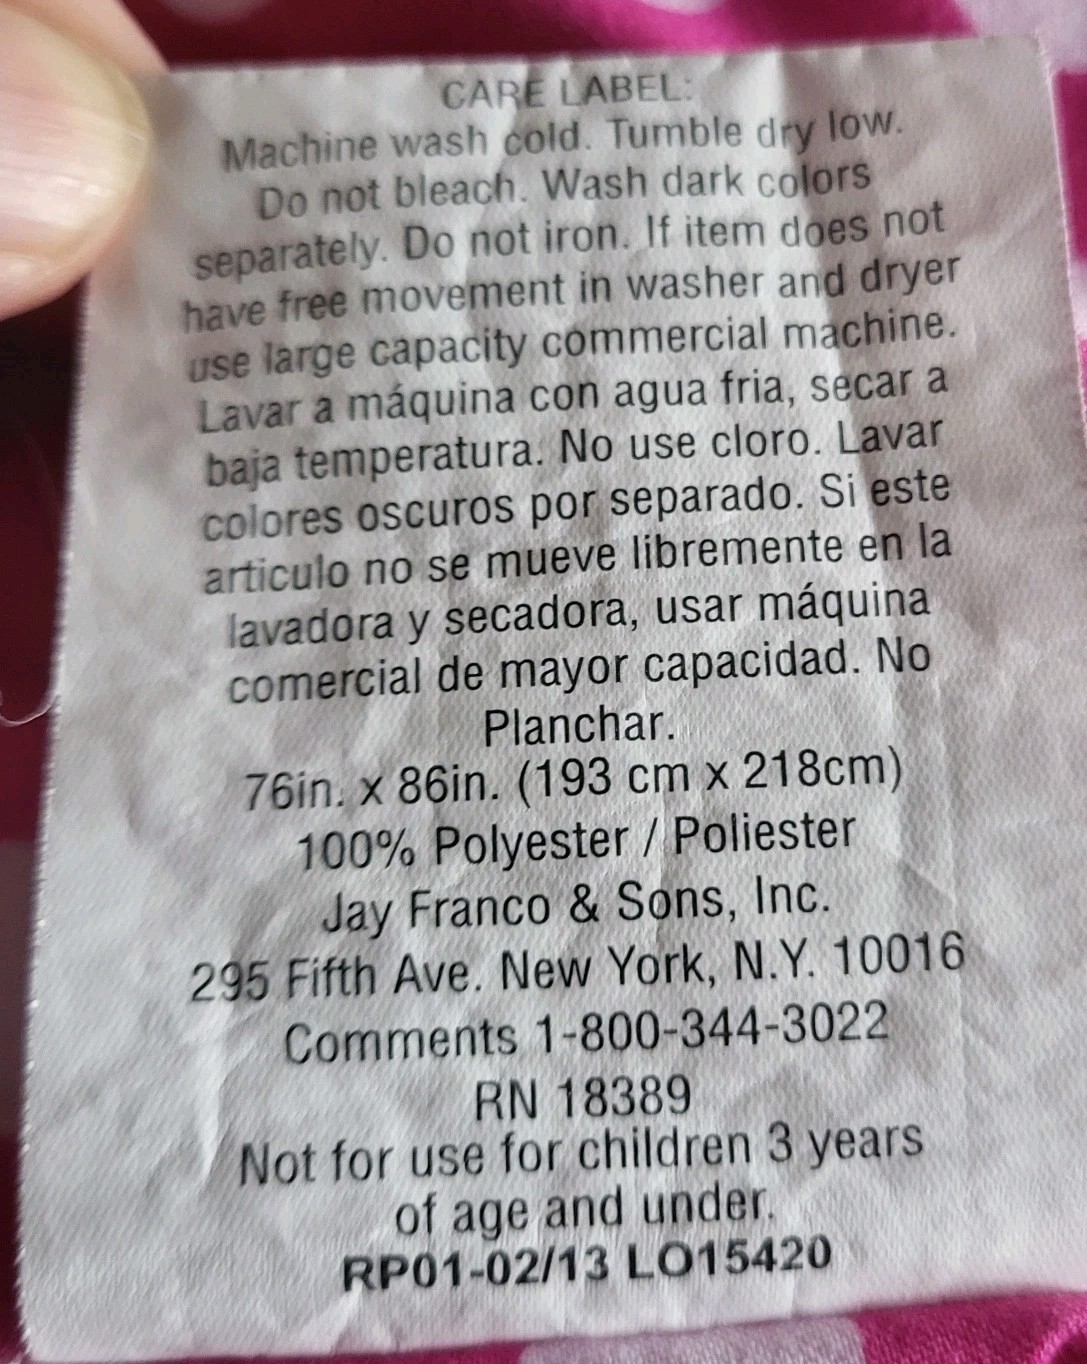 CARE LABEL:
Machine wash cold. Tumble dry low.
Do not bleach. Wash dark colors
separately. Do not iron. If item does not
have free movement in washer and dryer
use large capacity commercial machine.
Lavar a máquina con agua fria, secar a
baja temperatura. No use cloro. Lavar
colores oscuros por separado. Si este
articulo no se mueve libremente en la
lavadora y secadora, usar máquina
comercial de mayor capacidad. No
Planchar.
76in. x 86in. (193 cm x 218cm)
100% Polyester / Poliester
Jay Franco & Sons, Inc.
295 Fifth Ave. New York, N.Y. 10016
Comments 1-800-344-3022
RN 18389
Not for use for children 3 years
of age and under.
RP01-02/13 LO15420